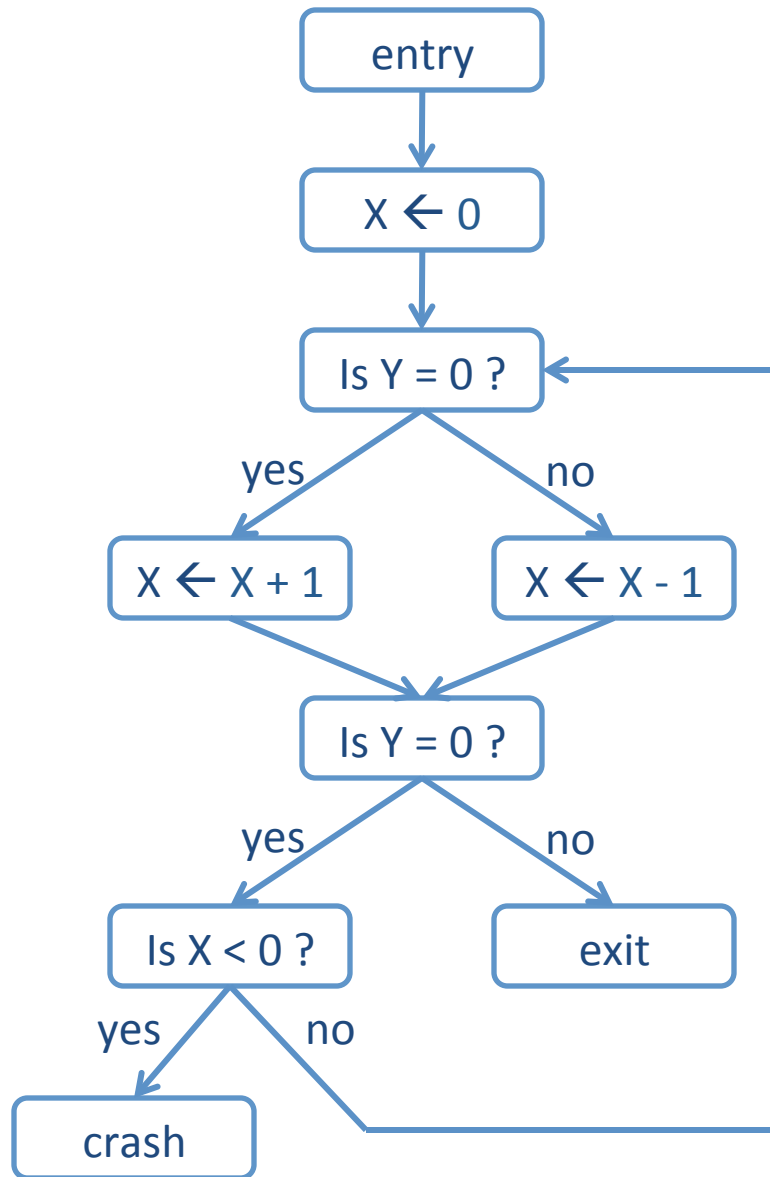 entry
X ← 0
Is Y = 0 ?
yes
no
X ← X + 1
X ← X - 1
Is Y = 0 ?
yes
no
Is X < 0 ?
exit
yes
no
crash